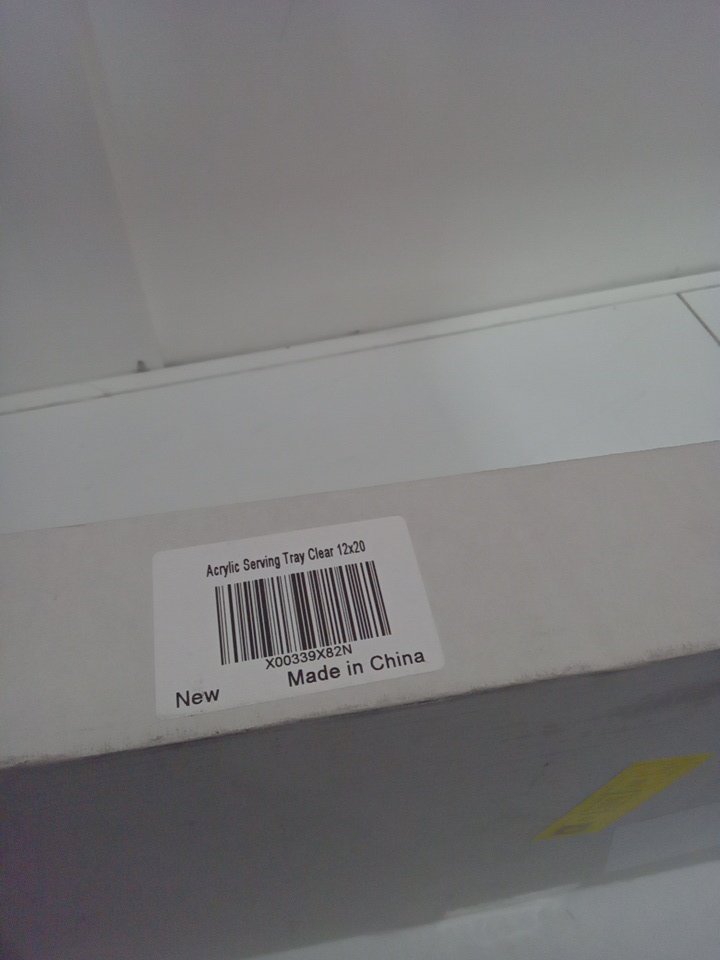 Acrylic Serving Tray Clear 12x20
X00339X82N
New Made in China